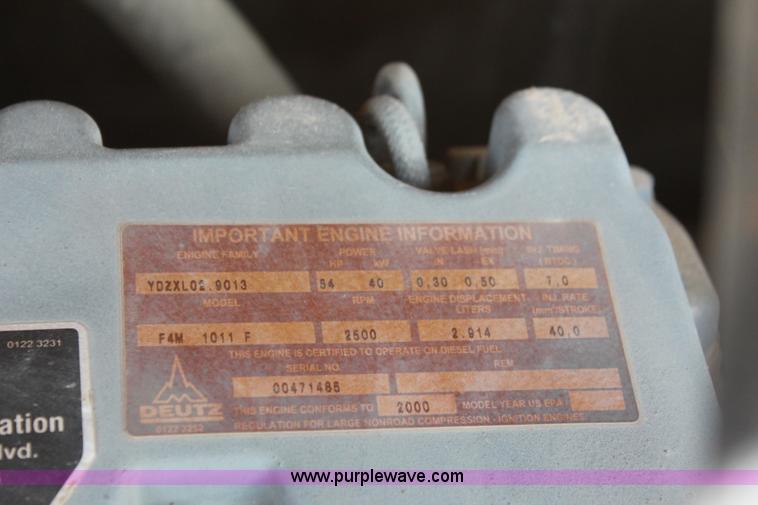 IMPORTANT ENGINE INFORMATION
ENGINE FAMILY POWER VALVE LASH (mm) INJ. TIMING
HP kW IN EX (BTDC)
YDZXL02.9013 54 40 0.30 0.50 7.0
MODEL RPM ENGINE DISPLACEMENT INJ. RATE
LITERS (mm³/STROKE)
F4M 1011 F 2500 2.914 40.0
THIS ENGINE IS CERTIFIED TO OPERATE ON DIESEL FUEL
SERIAL NO. REM
00471485
DEUTZ
THIS ENGINE CONFORMS TO 2000 MODEL YEAR US EPA
0122 3252 REGULATION FOR LARGE NONROAD COMPRESSION - IGNITION ENGINES
0122 3231
ation
lvd.
www.purplewave.com